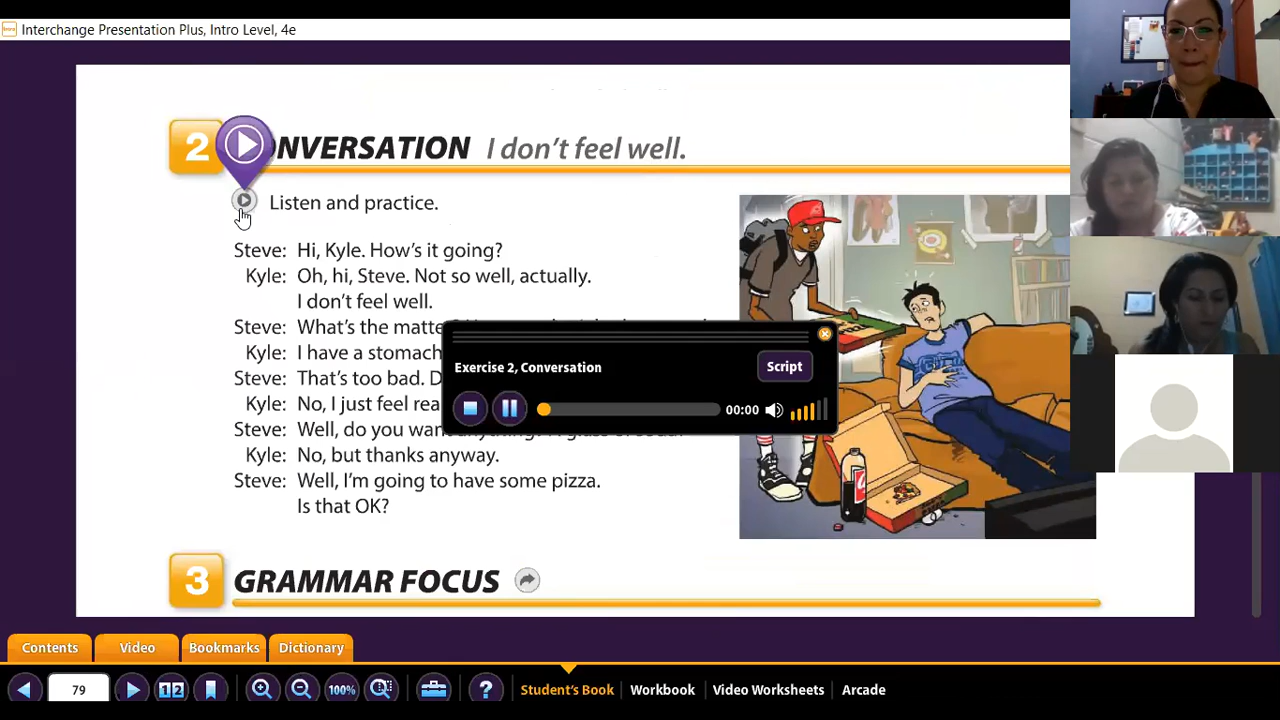 Interchange Presentation Plus, Intro Level, 4e
2 NVERSATION I don't feel well.
Listen and practice.
Steve: Hi, Kyle. How's it going?
Kyle: Oh, hi, Steve. Not so well, actually.
I don't feel well.
Steve: What's the matte
Kyle: I have a stomach
Steve: That's too bad. D
Kyle: No, I just feel rea
Steve: Well, do you wan
Kyle: No, but thanks anyway.
Steve: Well, I'm going to have some pizza.
Is that OK?
Exercise 2, Conversation
Script
00:00
3 GRAMMAR FOCUS
Contents Video Bookmarks Dictionary
79 1 2 100% ? Student's Book Workbook Video Worksheets Arcade